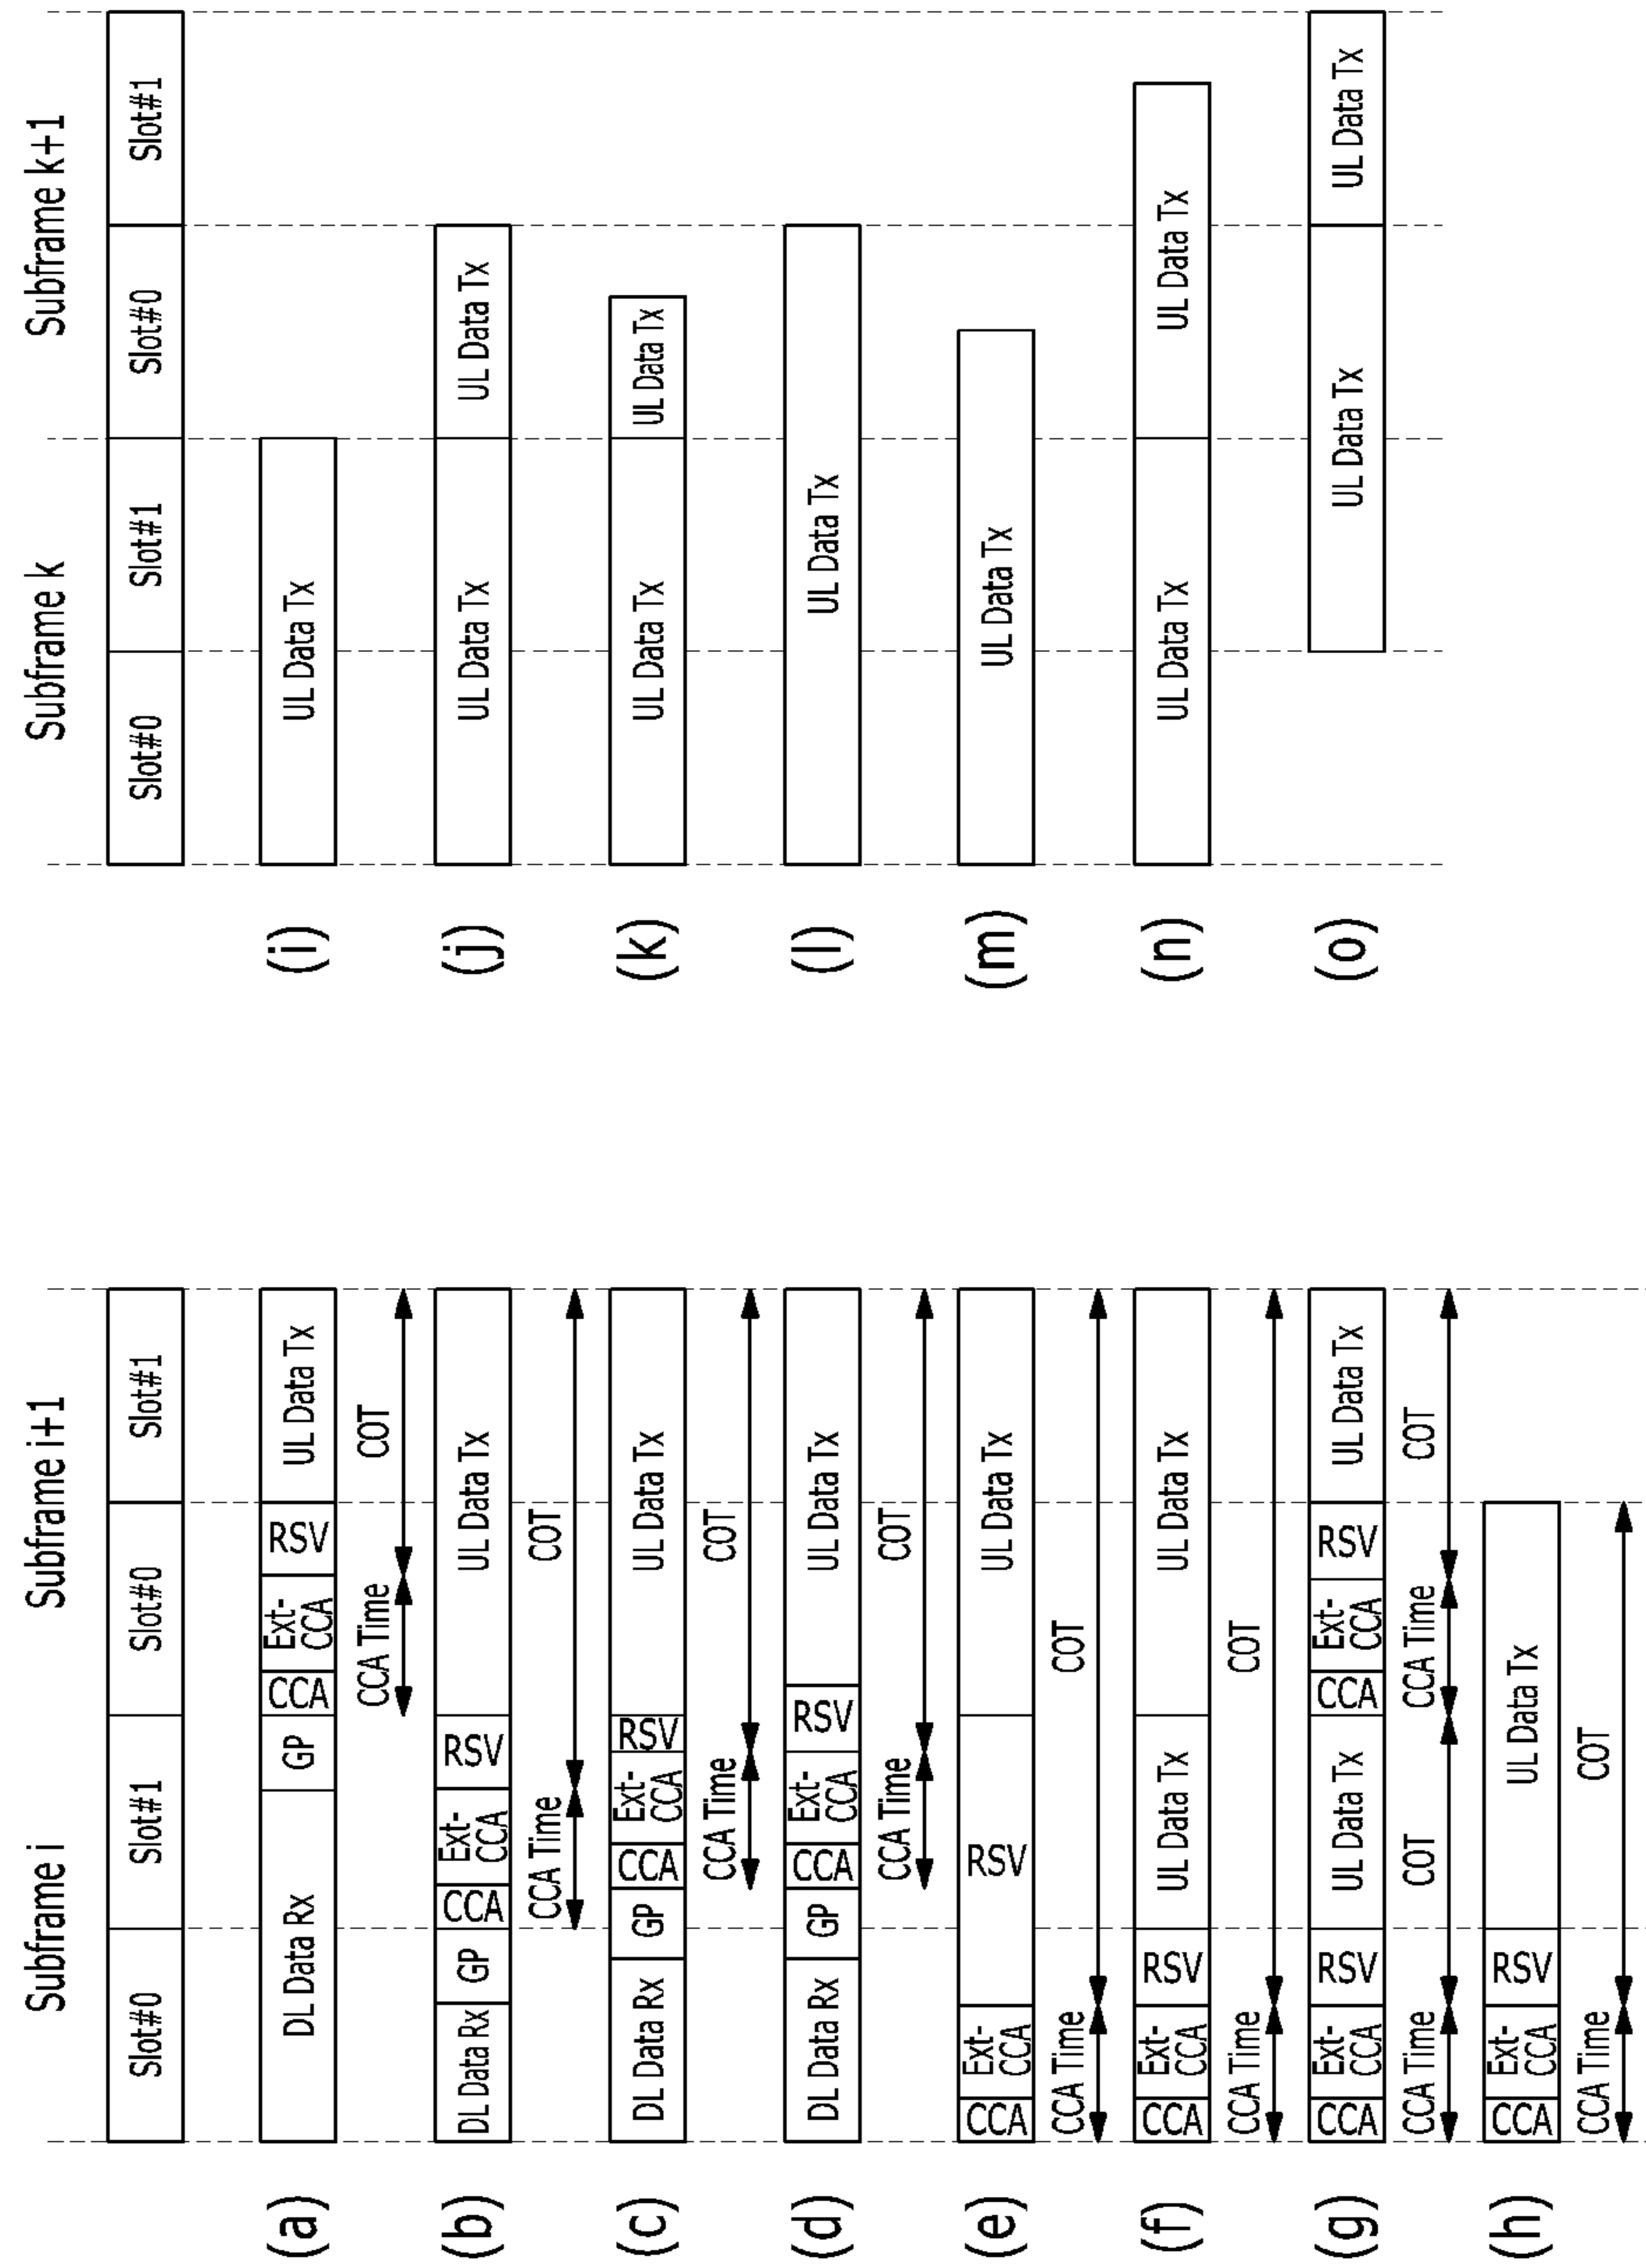 Subframe i
Subframe i+1
Slot#0
Slot#1
Slot#0
Slot#1
(a)
DL Data Rx
GP
CCA
Ext-
CCA
RSV
UL Data Tx
CCA Time
COT
(b)
DL Data Rx
GP
CCA
Ext-
CCA
RSV
UL Data Tx
CCA Time
COT
(c)
DL Data Rx
GP
CCA
Ext-
CCA
RSV
UL Data Tx
CCA Time
COT
(d)
DL Data Rx
GP
CCA
Ext-
CCA
RSV
UL Data Tx
CCA Time
COT
(e)
CCA
Ext-
CCA
RSV
UL Data Tx
CCA Time
COT
(f)
CCA
Ext-
CCA
RSV
UL Data Tx
UL Data Tx
CCA Time
COT
(g)
CCA
Ext-
CCA
RSV
UL Data Tx
CCA
Ext-
CCA
RSV
UL Data Tx
CCA Time
COT
CCA Time
COT
(h)
CCA
Ext-
CCA
RSV
UL Data Tx
CCA Time
COT
Subframe k
Subframe k+1
Slot#0
Slot#1
Slot#0
Slot#1
(i)
UL Data Tx
(j)
UL Data Tx
UL Data Tx
(k)
UL Data Tx
UL Data Tx
(l)
UL Data Tx
(m)
UL Data Tx
(n)
UL Data Tx
UL Data Tx
(o)
UL Data Tx
UL Data Tx